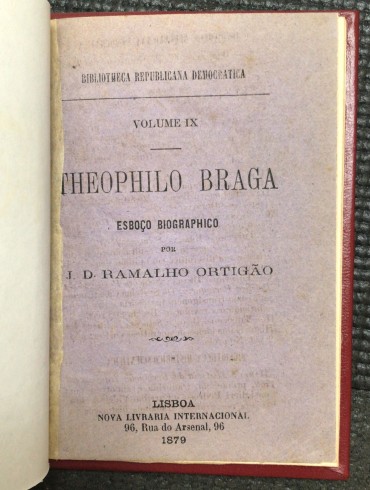 BIBLIOTHECA REPUBLICANA DEMOCRATICA
VOLUME IX
THEOPHILO BRAGA
ESBOÇO BIOGRAPHICO
POR
J. D. RAMALHO ORTIGÃO
LISBOA
NOVA LIVRARIA INTERNACIONAL
96, Rua do Arsenal, 96
1879